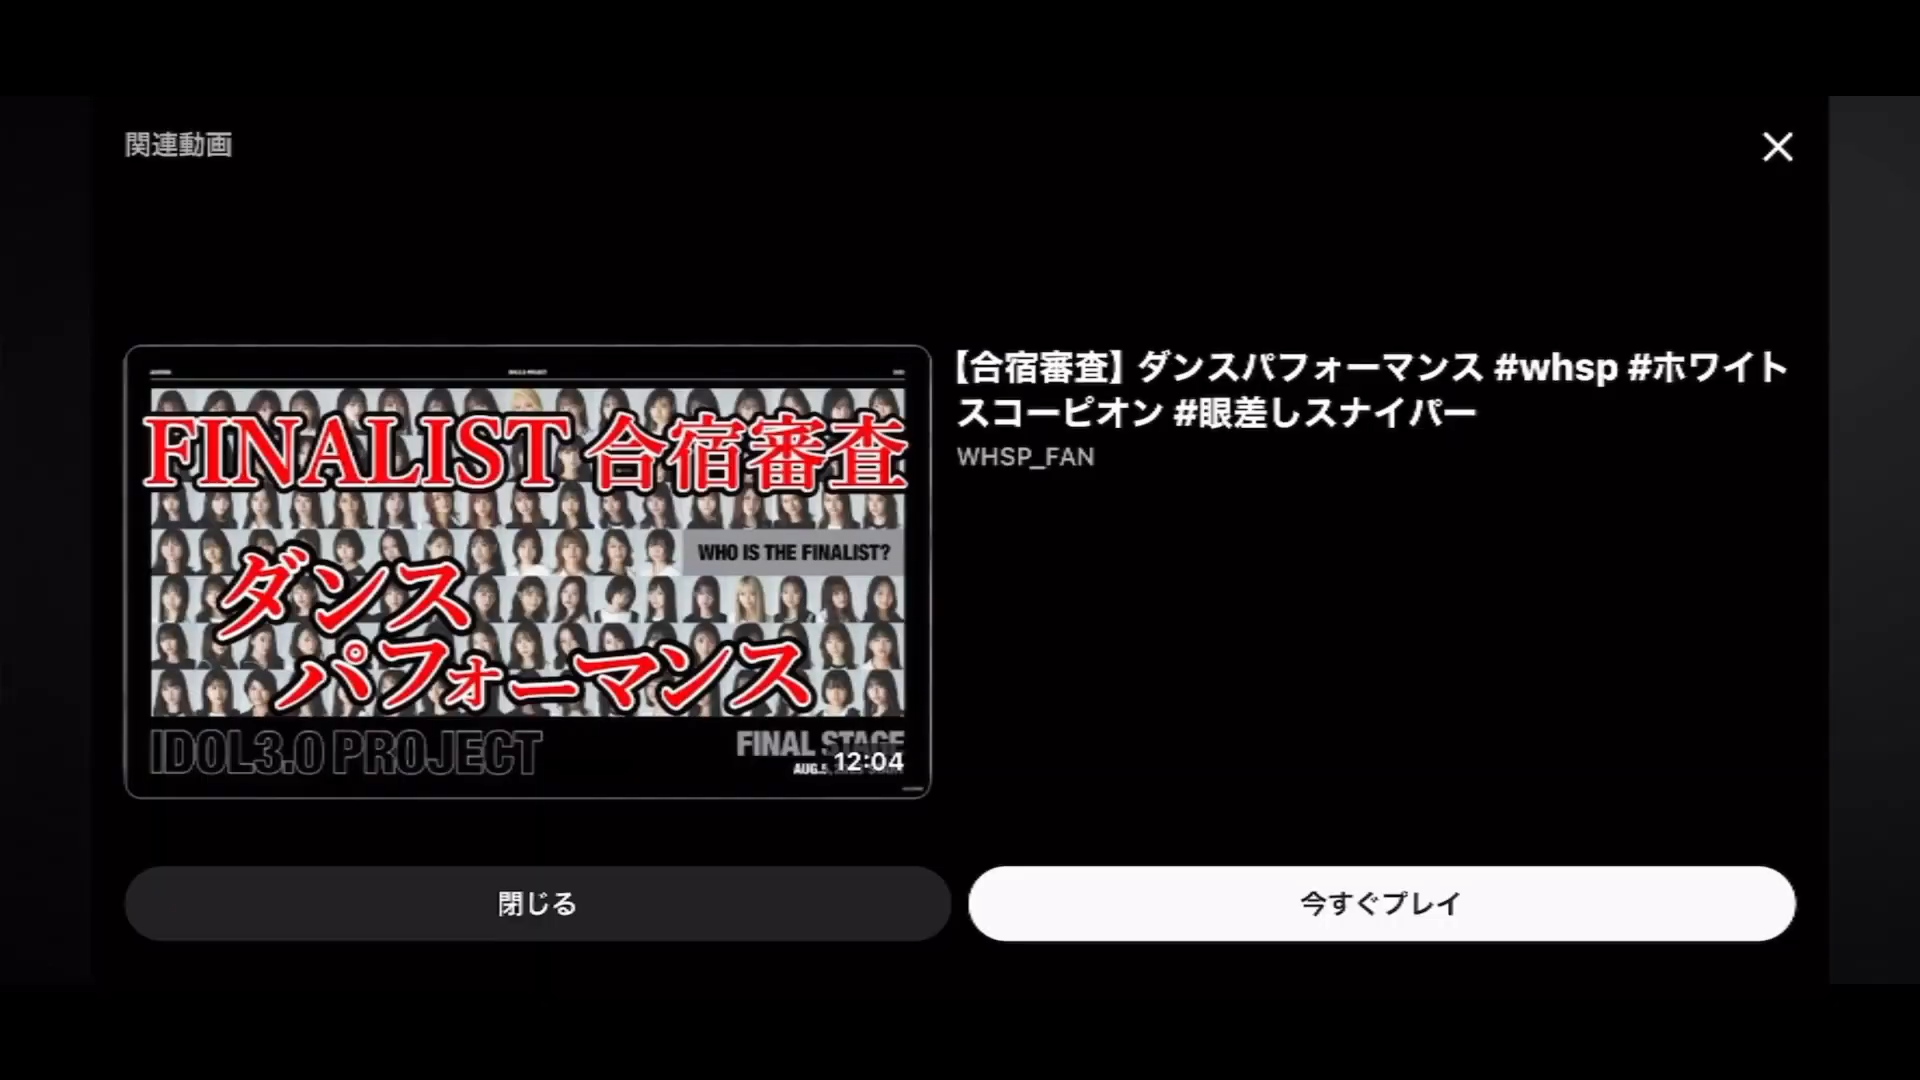 関連動画
FINALIST 合宿審査
WHO IS THE FINALIST?
ダンス
パフォーマンス
IDOL3.0 PROJECT
FINAL STAGE
AUG.5
12:04
【合宿審査】ダンスパフォーマンス #whsp #ホワイト
スコーピオン #眼差しスナイパー
WHSP_FAN
閉じる
今すぐプレイ